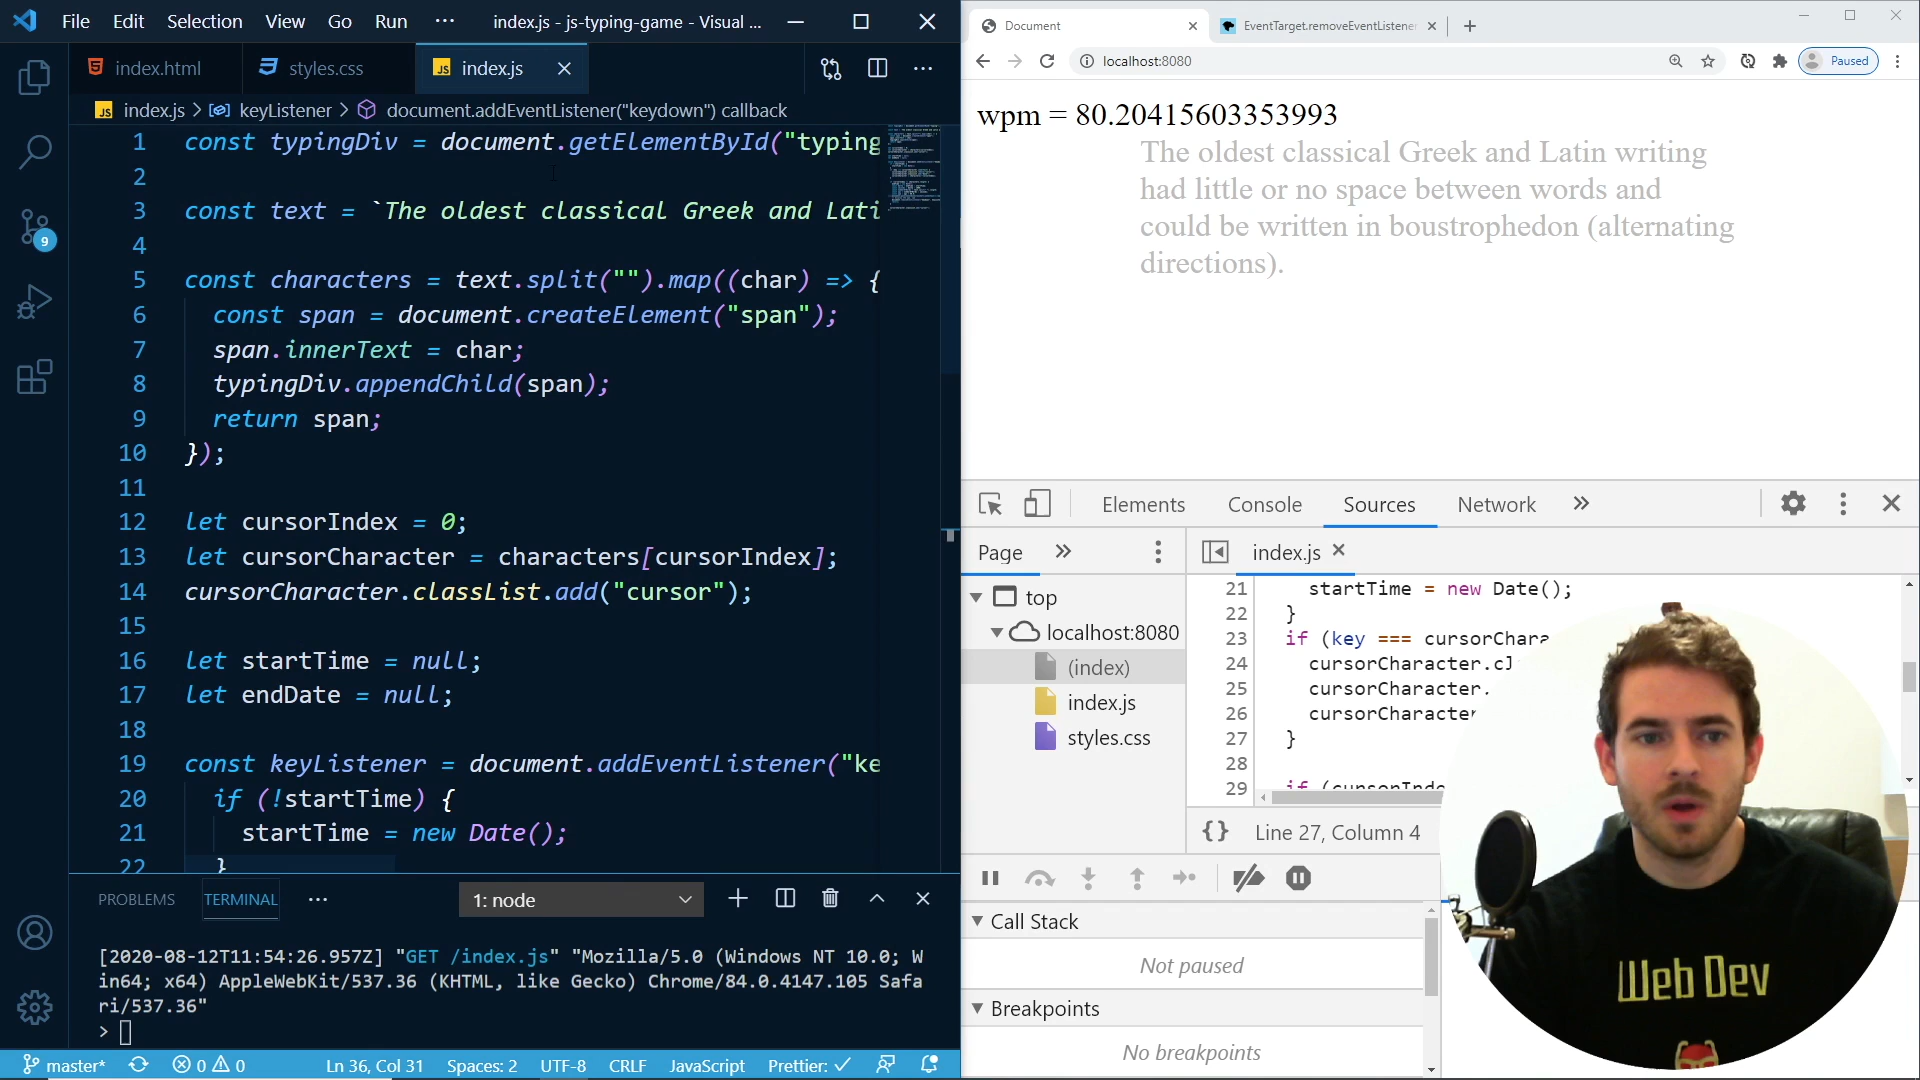 File Edit Selection View Go Run ··· index.js - js-typing-game - Visual ...
index.html styles.css index.js
index.js > keyListener > document.addEventListener("keydown") callback
1 const typingDiv = document.getElementById("typing
2
3 const text = `The oldest classical Greek and Lati
4
5 const characters = text.split("").map((char) => {
6 const span = document.createElement("span");
7 span.innerText = char;
8 typingDiv.appendChild(span);
9 return span;
10 });
11
12 let cursorIndex = 0;
13 let cursorCharacter = characters[cursorIndex];
14 cursorCharacter.classList.add("cursor");
15
16 let startTime = null;
17 let endDate = null;
18
19 const keyListener = document.addEventListener("ke
20 if (!startTime) {
21 startTime = new Date();
22 }
9
PROBLEMS TERMINAL ··· 1: node
[2020-08-12T11:54:26.957Z] "GET /index.js" "Mozilla/5.0 (Windows NT 10.0; W
in64; x64) AppleWebKit/537.36 (KHTML, like Gecko) Chrome/84.0.4147.105 Safa
ri/537.36"
>
master* 0 0 Ln 36, Col 31 Spaces: 2 UTF-8 CRLF JavaScript Prettier: ✓
Document EventTarget.removeEventListener
localhost:8080 Paused
wpm = 80.20415603353993
The oldest classical Greek and Latin writing
had little or no space between words and
could be written in boustrophedon (alternating
directions).
Elements Console Sources Network »
Page » index.js
top
localhost:8080
(index)
index.js
styles.css
21 startTime = new Date();
22 }
23 if (key === cursorChara
24 cursorCharacter.cl
25 cursorCharacter.
26 cursorCharacter
27 }
28
29 if (cursorInde
{} Line 27, Column 4
Call Stack
Not paused
Breakpoints
No breakpoints
Web Dev